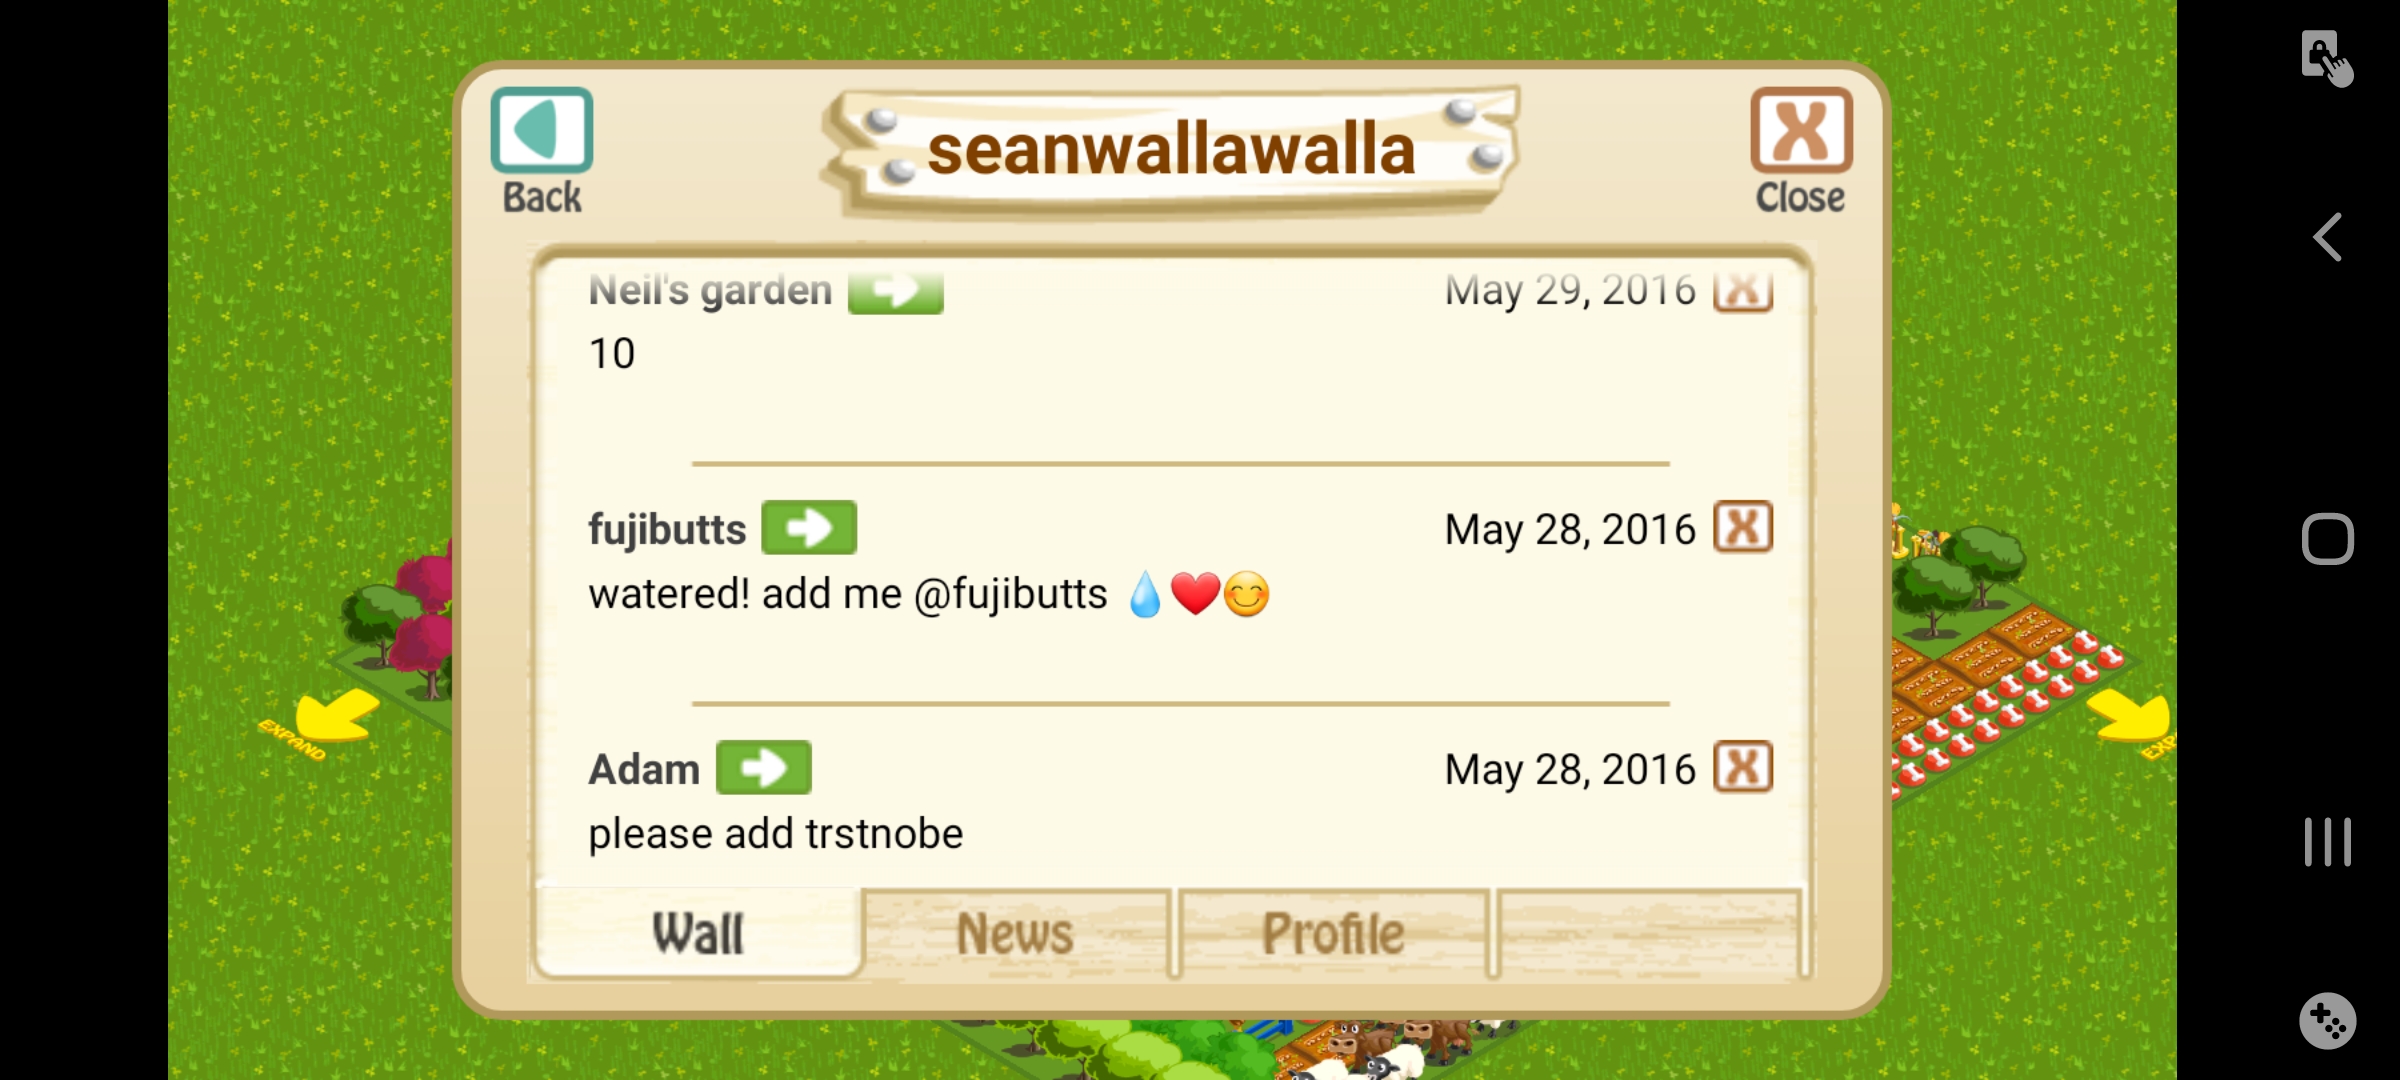 Back
seanwallawalla
Close
Neil's garden May 29, 2016
10
fujibutts May 28, 2016
watered! add me @fujibutts 💧❤️😊
Adam May 28, 2016
please add trstnobe
Wall News Profile
EXPAND
EXP